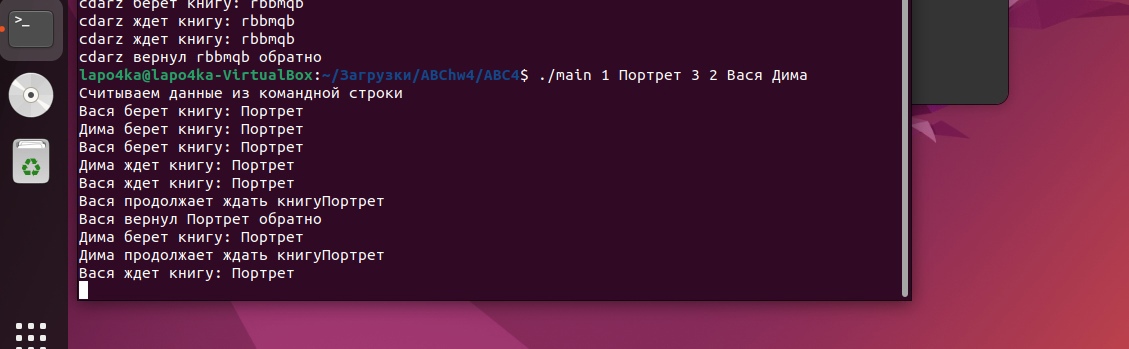 cdarz берет книгу: rbbmqb
cdarz ждет книгу: rbbmqb
cdarz ждет книгу: rbbmqb
cdarz вернул rbbmqb обратно
lapo4ka@lapo4ka-VirtualBox:~/Загрузки/ABChw4/ABC4$ ./main 1 Портрет 3 2 Вася Дима
Считываем данные из командной строки
Вася берет книгу: Портрет
Дима берет книгу: Портрет
Вася берет книгу: Портрет
Дима ждет книгу: Портрет
Вася ждет книгу: Портрет
Вася продолжает ждать книгуПортрет
Вася вернул Портрет обратно
Дима берет книгу: Портрет
Дима продолжает ждать книгуПортрет
Вася ждет книгу: Портрет